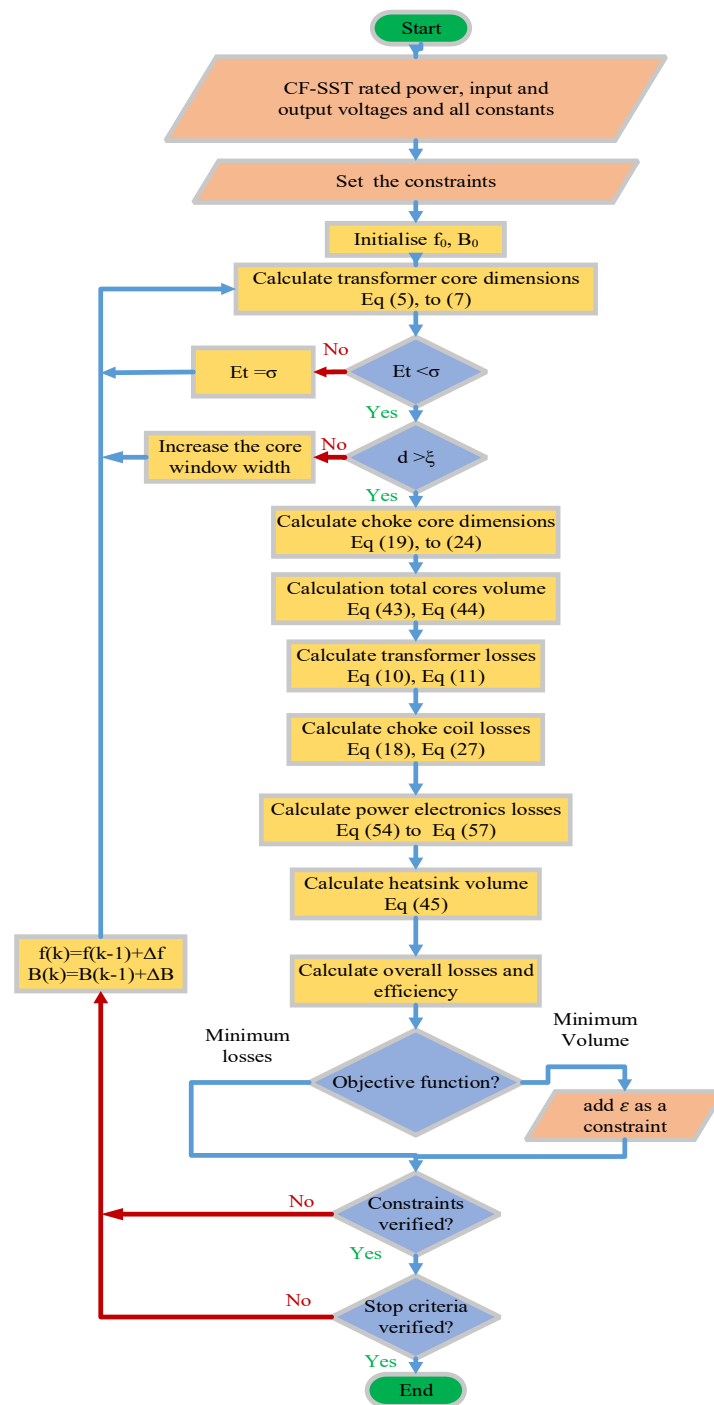 Start
CF-SST rated power, input and
output voltages and all constants
Set the constraints
Initialise f₀, B₀
Calculate transformer core dimensions
Eq (5), to (7)
No
Et =σ
Et <σ
Yes
No
Increase the core
window width
d >ξ
Yes
Calculate choke core dimensions
Eq (19), to (24)
Calculation total cores volume
Eq (43), Eq (44)
Calculate transformer losses
Eq (10), Eq (11)
Calculate choke coil losses
Eq (18), Eq (27)
Calculate power electronics losses
Eq (54) to Eq (57)
Calculate heatsink volume
Eq (45)
f(k)=f(k-1)+Δf
B(k)=B(k-1)+ΔB
Calculate overall losses and
efficiency
Minimum
losses
Minimum
Volume
Objective function?
add ε as a
constraint
No
Constraints
verified?
Yes
No
Stop criteria
verified?
Yes
End